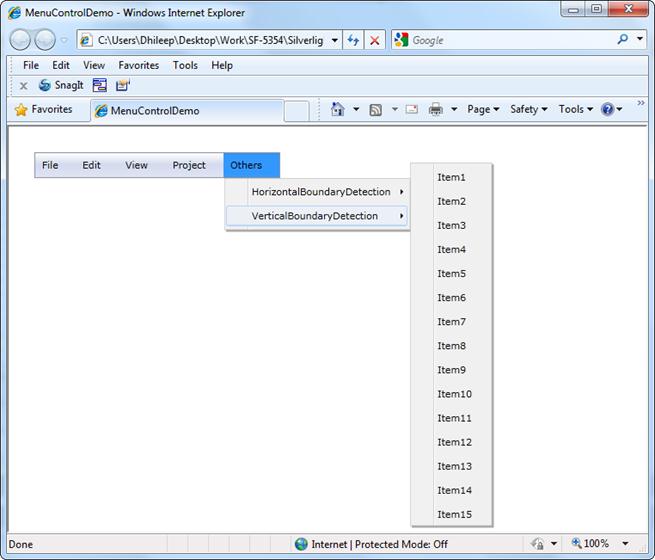 MenuControlDemo - Windows Internet Explorer
C:\Users\Dhileep\Desktop\Work\SF-5354\Silverlig
Google
File Edit View Favorites Tools Help
x SnagIt
Favorites MenuControlDemo Page Safety Tools »
File Edit View Project Others
HorizontalBoundaryDetection
VerticalBoundaryDetection
Item1
Item2
Item3
Item4
Item5
Item6
Item7
Item8
Item9
Item10
Item11
Item12
Item13
Item14
Item15
Done Internet | Protected Mode: Off 100%